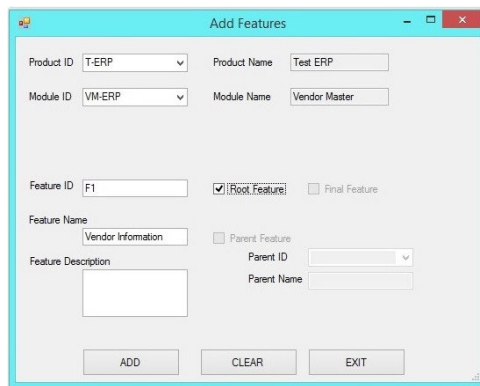 Add Features
Product ID T-ERP Product Name Test ERP
Module ID VM-ERP Module Name Vendor Master
Feature ID F1 Root Feature Final Feature
Feature Name
Vendor Information Parent Feature
Feature Description Parent ID
Parent Name
ADD CLEAR EXIT